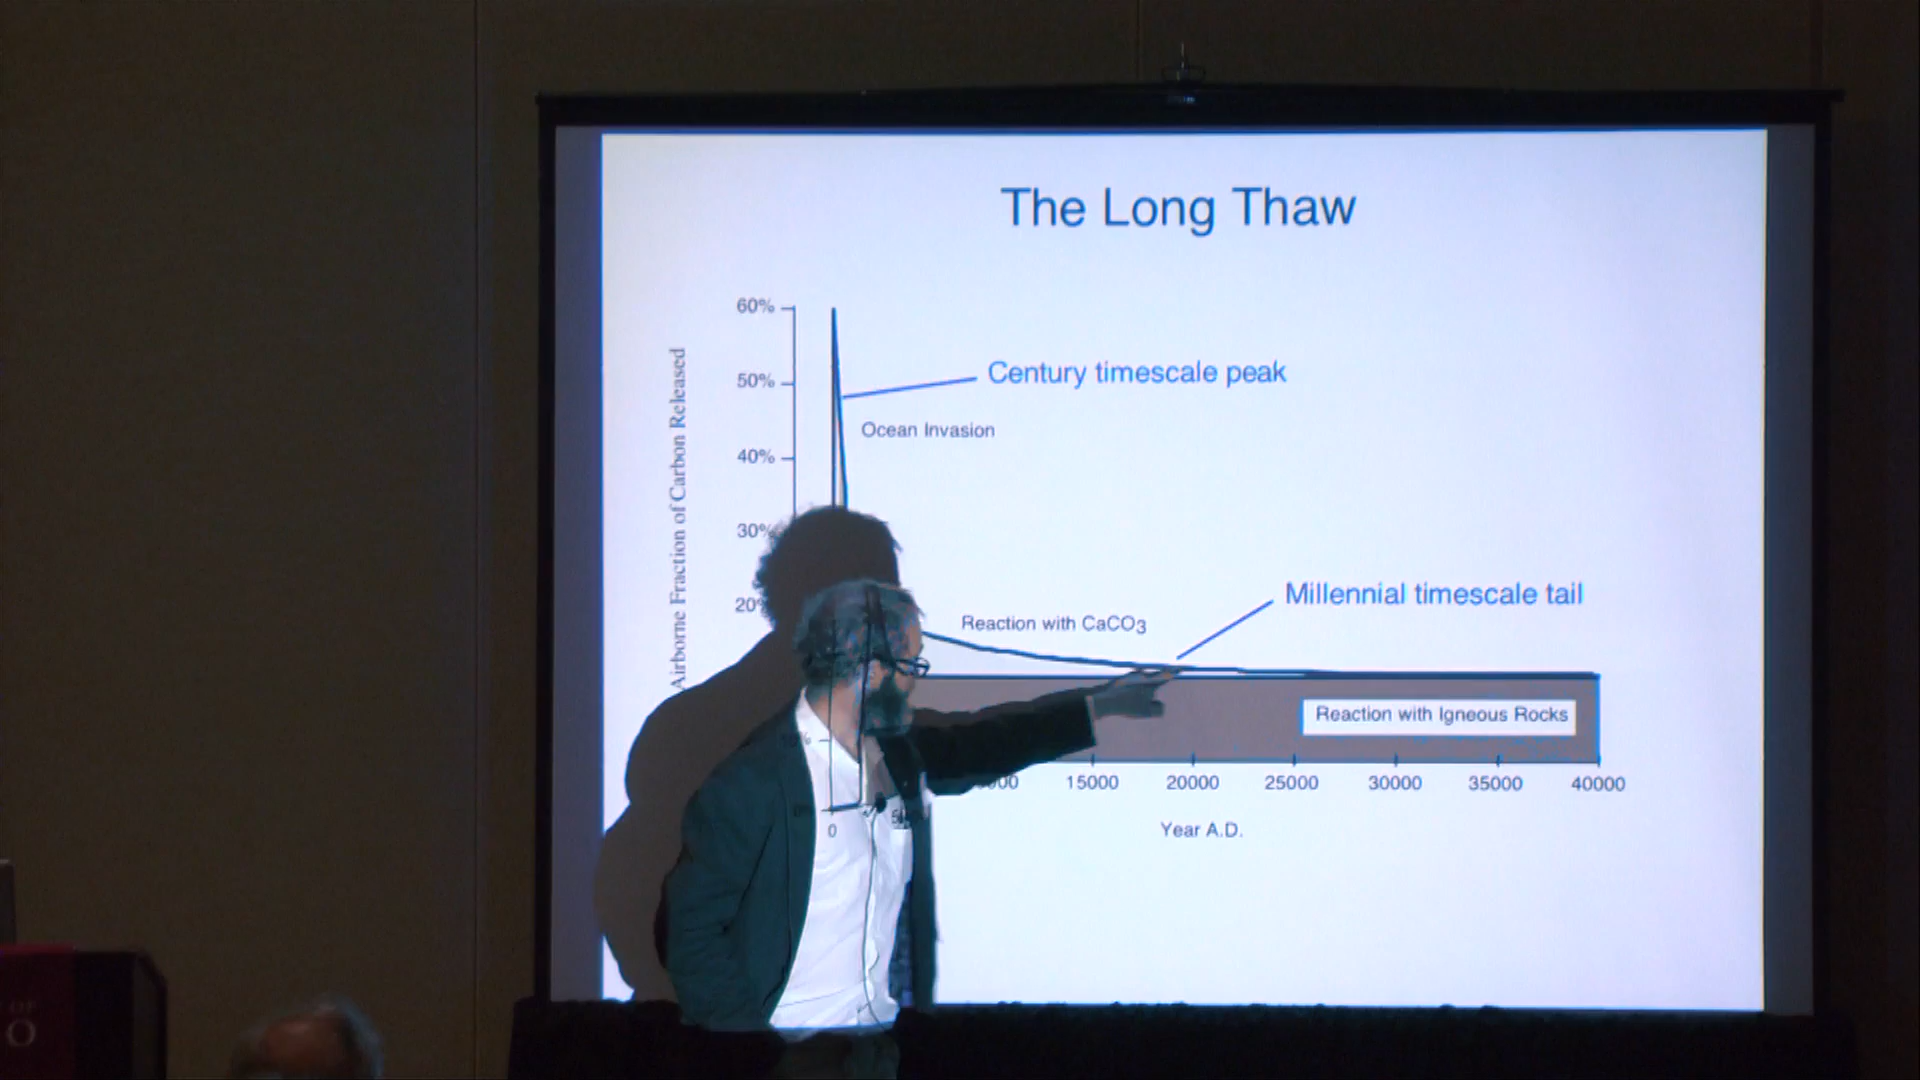 The Long Thaw
60%
50%
40%
30%
20%
Airborne Fraction of Carbon Released
Century timescale peak
Ocean Invasion
Millennial timescale tail
Reaction with CaCO3
Reaction with Igneous Rocks
0
15000
20000
25000
30000
35000
40000
Year A.D.